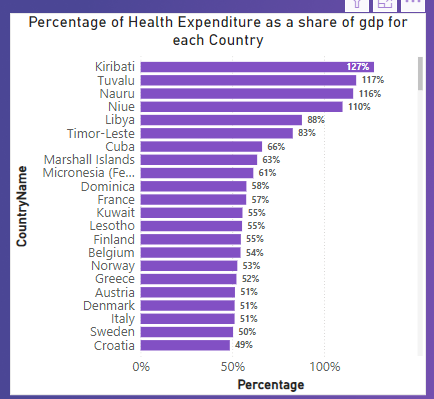 Percentage of Health Expenditure as a share of gdp for
each Country
CountryName
Kiribati 127%
Tuvalu 117%
Nauru 116%
Niue 110%
Libya 88%
Timor-Leste 83%
Cuba 66%
Marshall Islands 63%
Micronesia (Fe... 61%
Dominica 58%
France 57%
Kuwait 55%
Lesotho 55%
Finland 55%
Belgium 54%
Norway 53%
Greece 52%
Austria 51%
Denmark 51%
Italy 51%
Sweden 50%
Croatia 49%
0% 50% 100%
Percentage